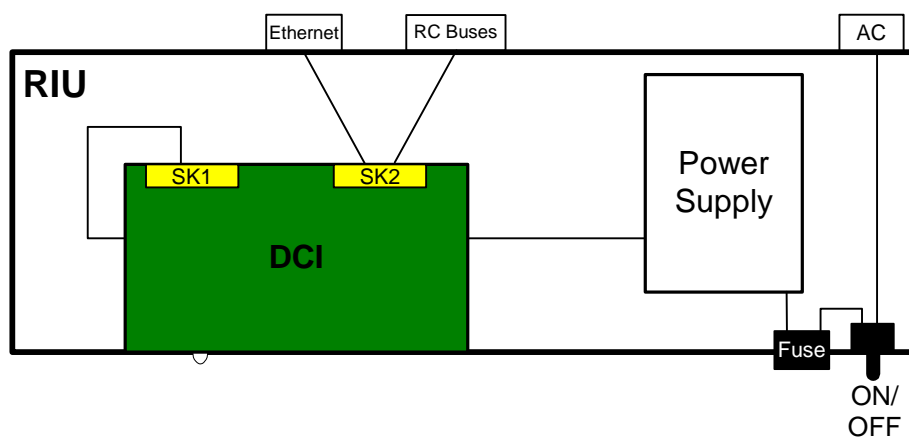 Ethernet
RC Buses
AC
RIU
SK1
SK2
Power
Supply
DCI
Fuse
ON/
OFF